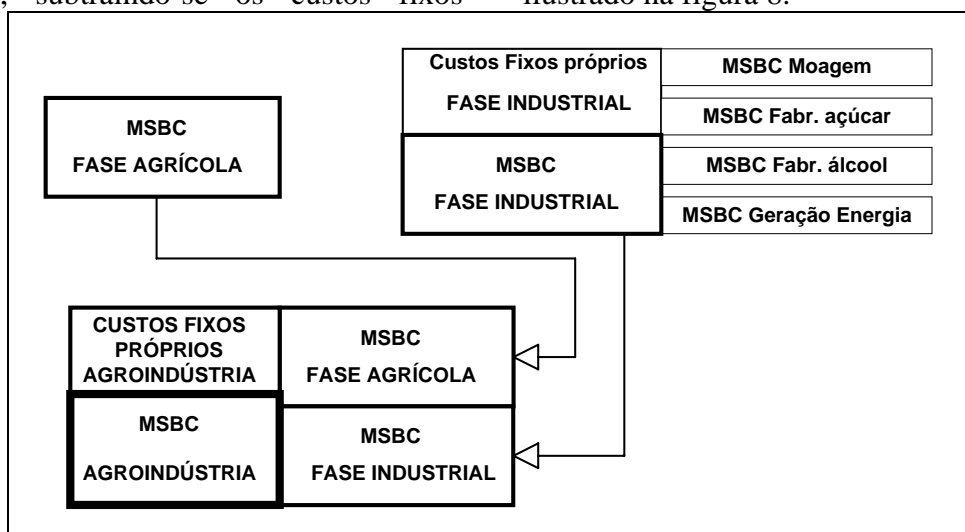 , subtraindo-se os custos fixos
ilustrado na figura 8.
Custos Fixos próprios
FASE INDUSTRIAL
MSBC Moagem
MSBC Fabr. açúcar
MSBC
FASE AGRÍCOLA
MSBC
FASE INDUSTRIAL
MSBC Fabr. álcool
MSBC Geração Energia
CUSTOS FIXOS
PRÓPRIOS
AGROINDÚSTRIA
MSBC
FASE AGRÍCOLA
MSBC
AGROINDÚSTRIA
MSBC
FASE INDUSTRIAL